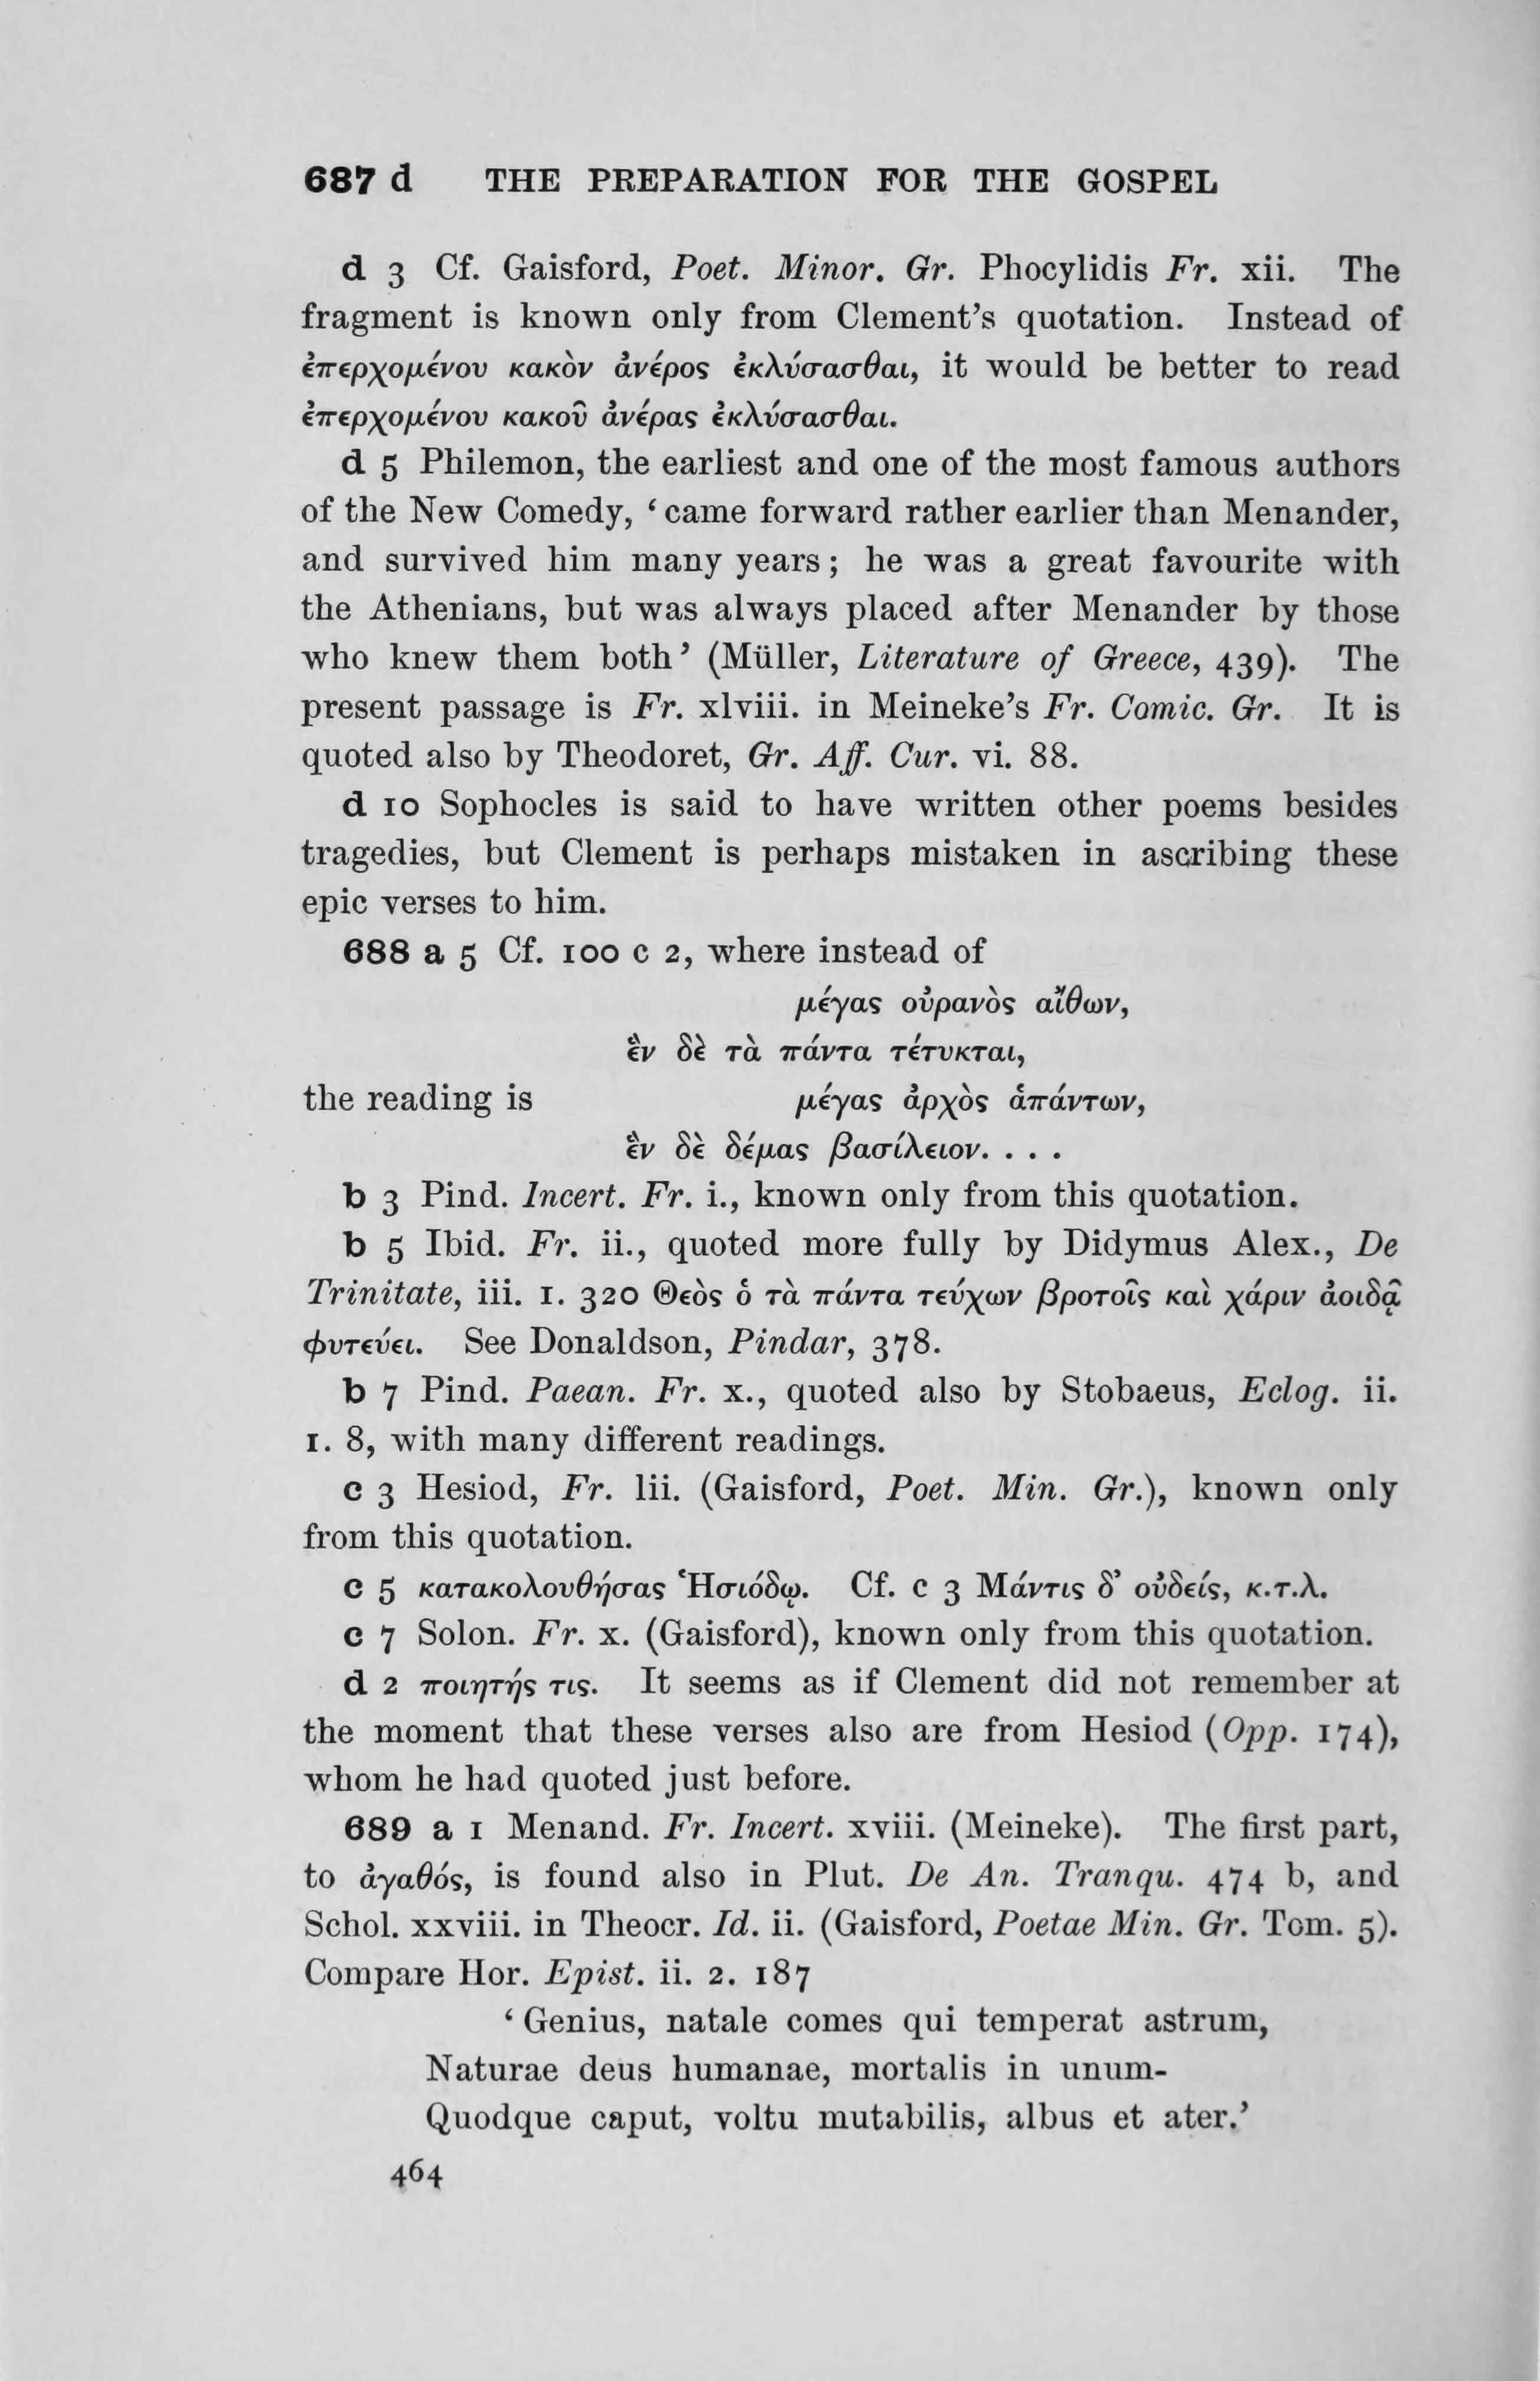 687 d THE PREPARATION FOR THE GOSPEL
d 3 Cf. Gaisford, Poet. Minor. Gr. Phocylidis Fr. xii. The
fragment is known only from Clement's quotation. Instead of
ἐπερχομένου κακὸν ἀνέρος ἐκλύσασθαι, it would be better to read
ἐπερχομένου κακοῦ ἀνέρας ἐκλύσασθαι.
d 5 Philemon, the earliest and one of the most famous authors
of the New Comedy, ‘came forward rather earlier than Menander,
and survived him many years; he was a great favourite with
the Athenians, but was always placed after Menander by those
who knew them both’ (Müller, Literature of Greece, 439). The
present passage is Fr. xlviii. in Meineke's Fr. Comic. Gr. It is
quoted also by Theodoret, Gr. Aff. Cur. vi. 88.
d 10 Sophocles is said to have written other poems besides
tragedies, but Clement is perhaps mistaken in ascribing these
epic verses to him.
688 a 5 Cf. 100 c 2, where instead of
μέγας οὐρανὸς αἴθων,
ἓν δὲ τὰ πάντα τέτυκται,
the reading is μέγας ἀρχὸς ἁπάντων,
ἓν δὲ δέμας βασίλειον. . . .
b 3 Pind. Incert. Fr. i., known only from this quotation.
b 5 Ibid. Fr. ii., quoted more fully by Didymus Alex., De
Trinitate, iii. 1. 320 Θεὸς ὁ τὰ πάντα τεύχων βροτοῖς καὶ χάριν ἀοιδᾷ
φυτεύει. See Donaldson, Pindar, 378.
b 7 Pind. Paean. Fr. x., quoted also by Stobaeus, Eclog. ii.
1. 8, with many different readings.
c 3 Hesiod, Fr. lii. (Gaisford, Poet. Min. Gr.), known only
from this quotation.
c 5 κατακολουθήσας Ἡσιόδῳ. Cf. c 3 Μάντις δ’ οὐδείς, κ.τ.λ.
c 7 Solon. Fr. x. (Gaisford), known only from this quotation.
d 2 ποιητής τις. It seems as if Clement did not remember at
the moment that these verses also are from Hesiod (Opp. 174),
whom he had quoted just before.
689 a 1 Menand. Fr. Incert. xviii. (Meineke). The first part,
to ἀγαθός, is found also in Plut. De An. Tranqu. 474 b, and
Schol. xxviii. in Theocr. Id. ii. (Gaisford, Poetae Min. Gr. Tom. 5).
Compare Hor. Epist. ii. 2. 187
‘Genius, natale comes qui temperat astrum,
Naturae deus humanae, mortalis in unum-
Quodque caput, voltu mutabilis, albus et ater.’
464